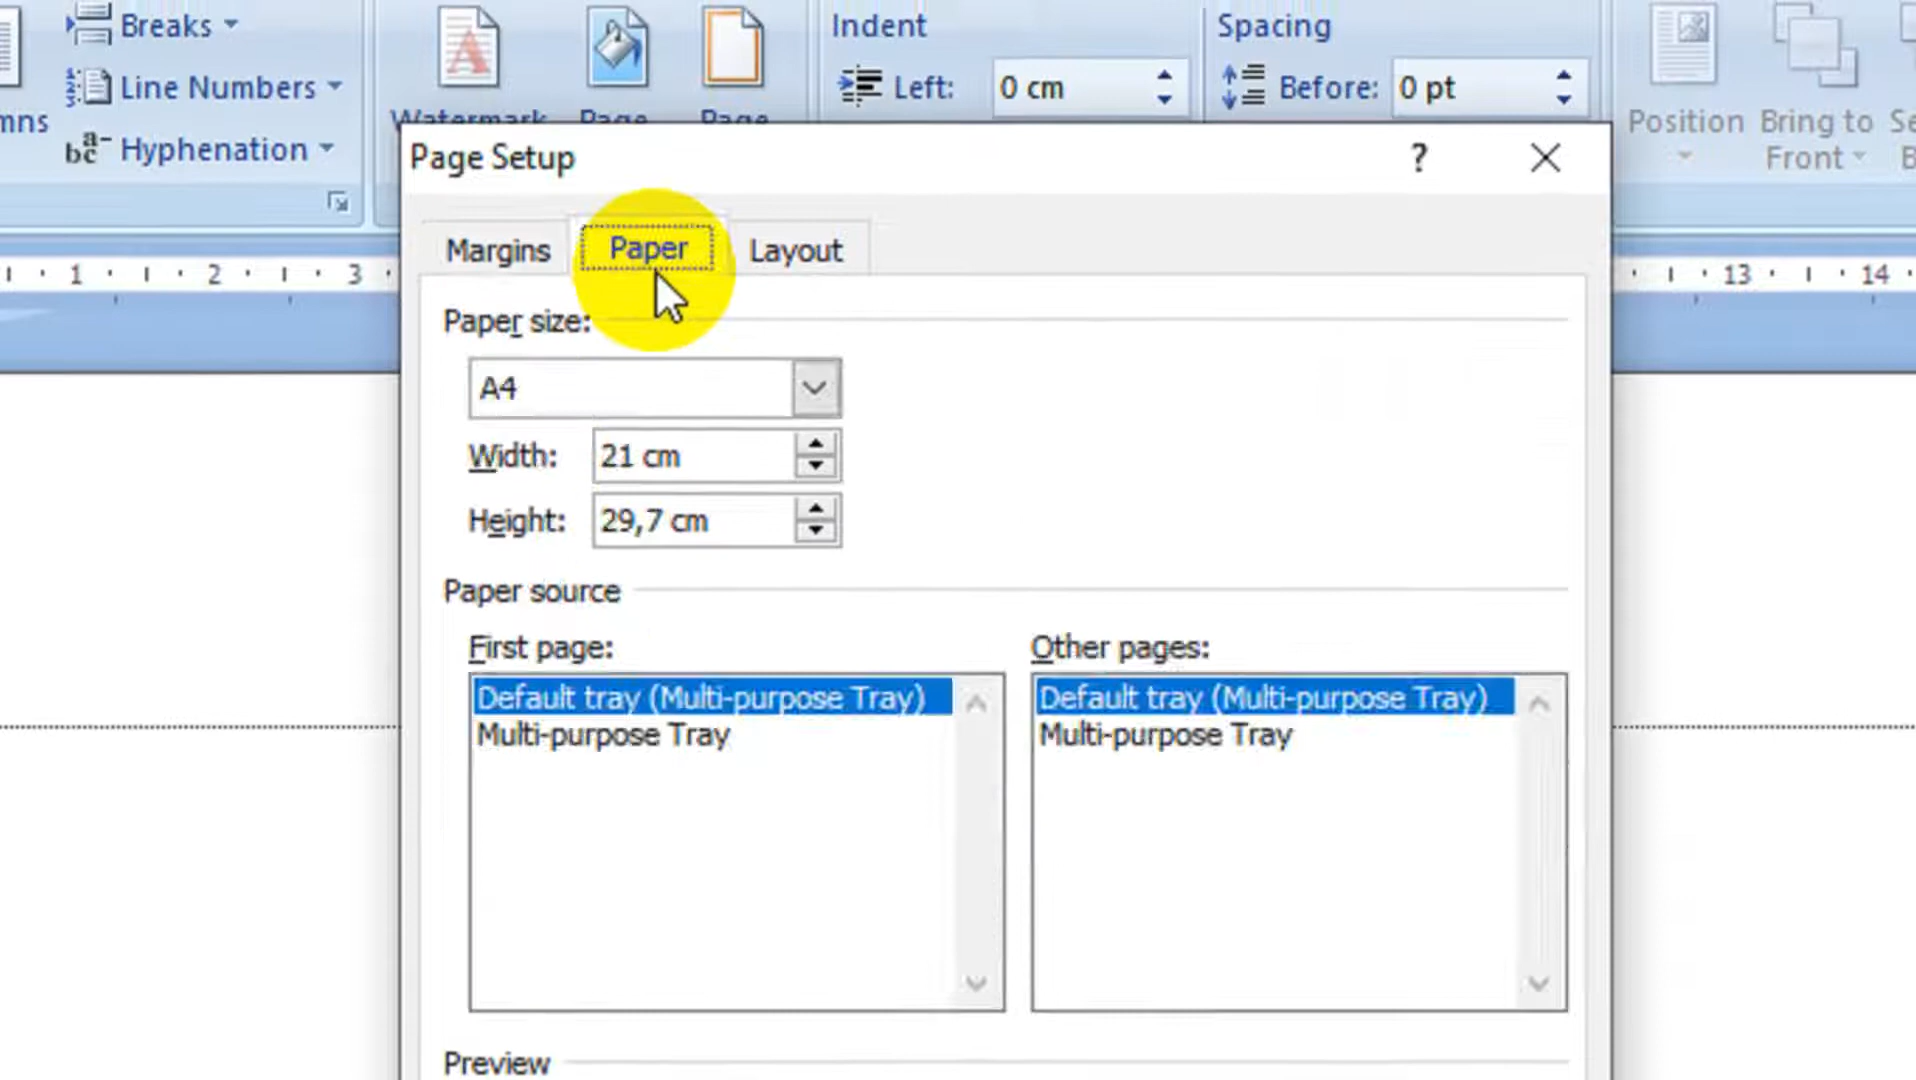 Breaks
Indent
Spacing
Line Numbers
Left:
0 cm
Before:
0 pt
mns
Watermark
Page
Page
Position
Bring to
Front
Se
B
Hyphenation
Page Setup
?
Margins
Paper
Layout
1
2
3
13
14
Paper size:
A4
Width:
21 cm
Height:
29,7 cm
Paper source
First page:
Other pages:
Default tray (Multi-purpose Tray)
Default tray (Multi-purpose Tray)
Multi-purpose Tray
Multi-purpose Tray
Preview